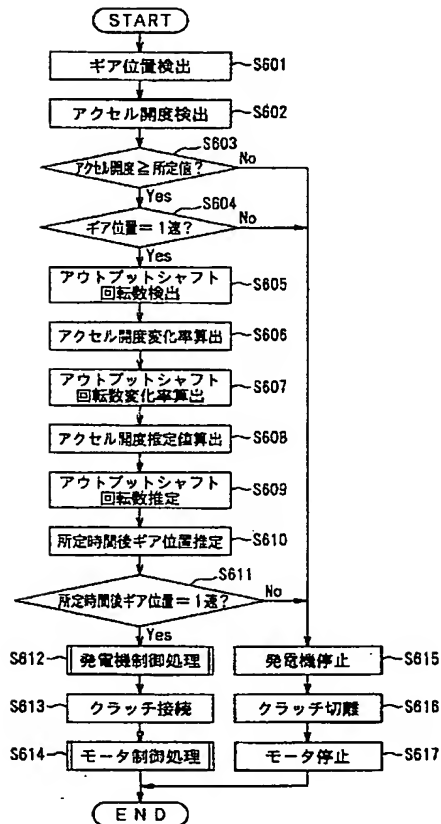 START
ギア位置検出 S601
アクセル開度検出 S602
S603
アクセル開度≧所定値? No
Yes S604
ギア位置=1速? No
Yes
アウトプットシャフト
回転数検出 S605
アクセル開度変化率算出 S606
アウトプットシャフト
回転数変化率算出 S607
アクセル開度推定値算出 S608
アウトプットシャフト
回転数推定 S609
所定時間後ギア位置推定 S610
S611
所定時間後ギア位置=1速? No
Yes
S612 発電機制御処理 発電機停止 S615
S613 クラッチ接続 クラッチ切離 S616
S614 モータ制御処理 モータ停止 S617
END